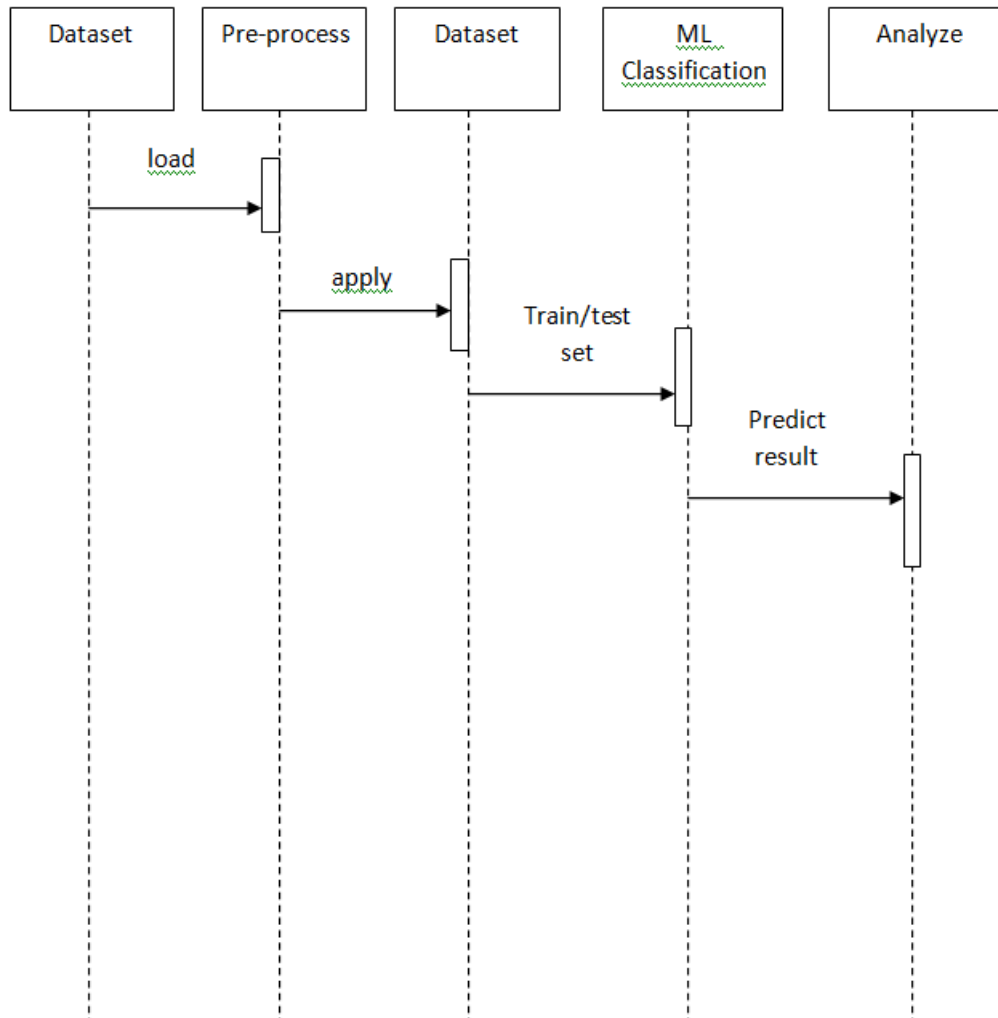 Dataset
Pre-process
Dataset
ML
Classification
Analyze
load
apply
Train/test
set
Predict
result